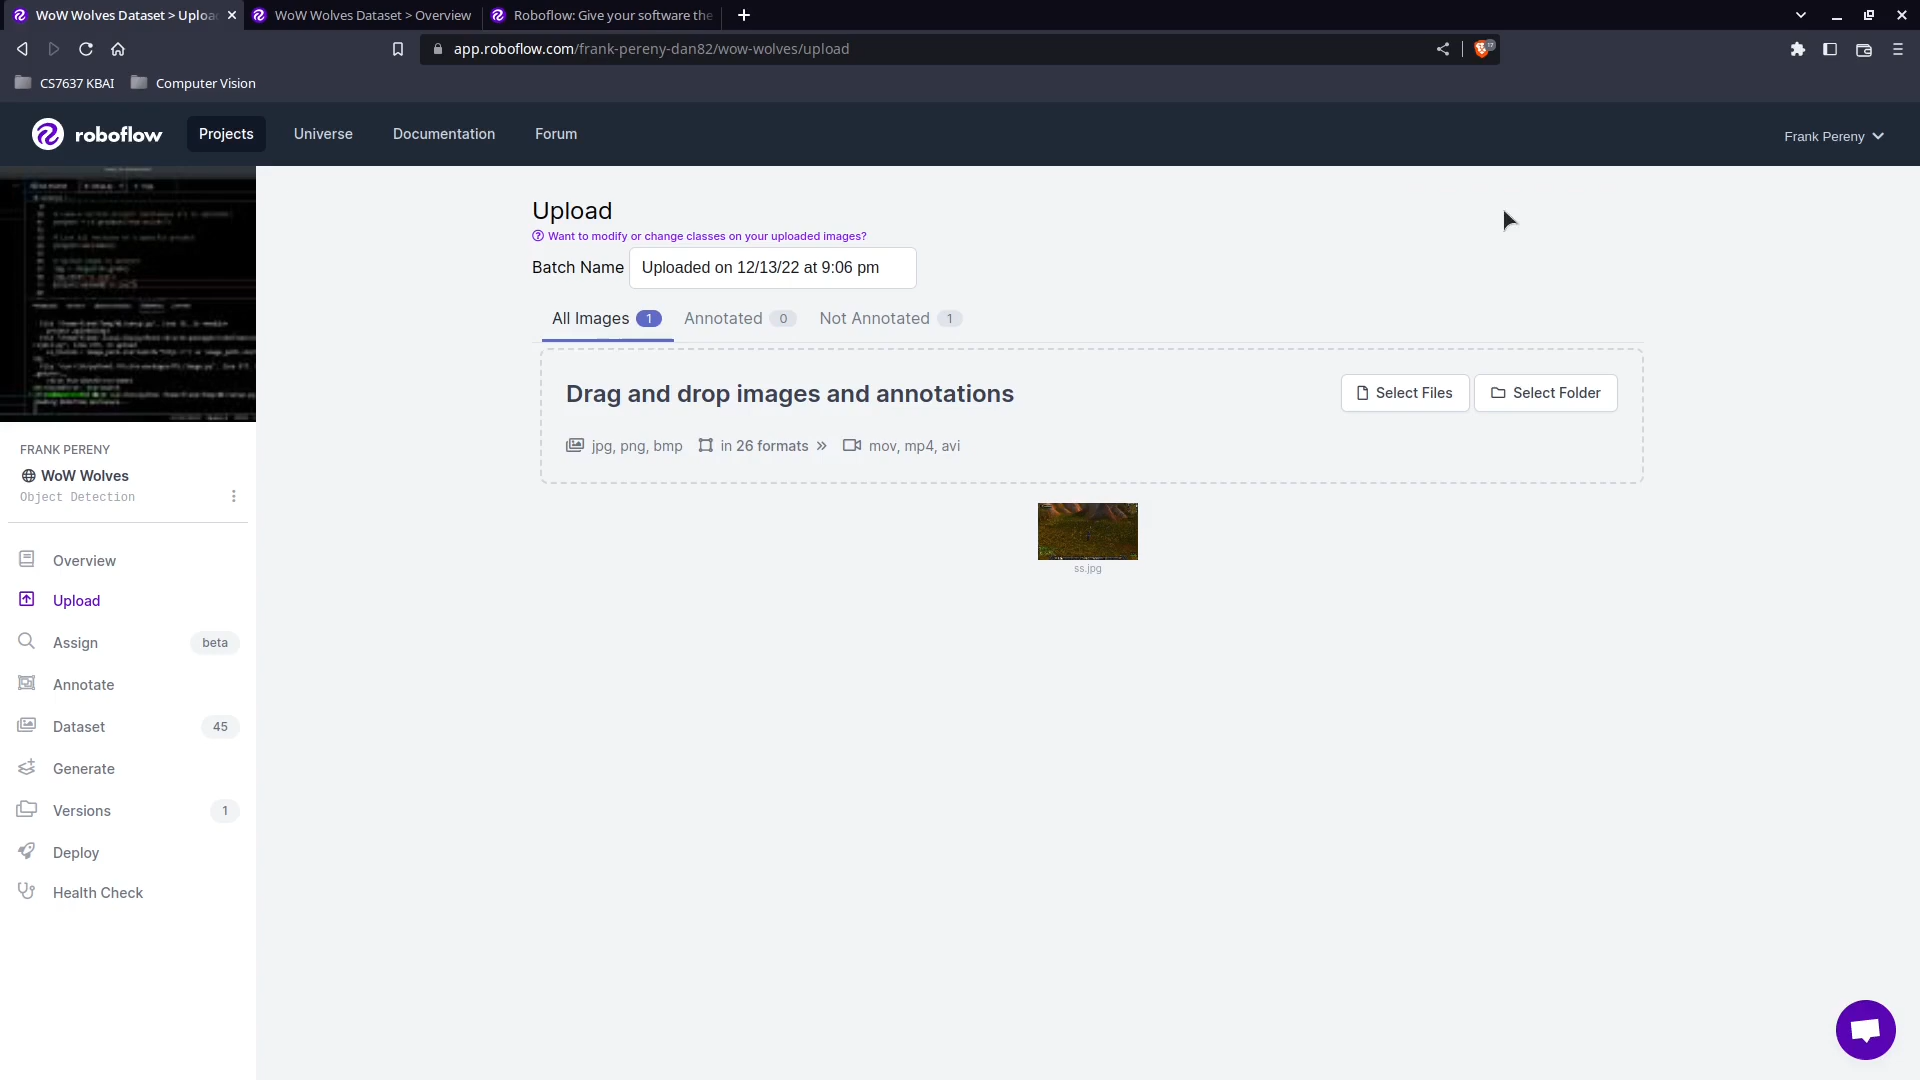 WoW Wolves Dataset > Uploa
WoW Wolves Dataset > Overview
Roboflow: Give your software the
app.roboflow.com/frank-pereny-dan82/wow-wolves/upload
17
CS7637 KBAI
Computer Vision
roboflow
Projects
Universe
Documentation
Forum
Frank Pereny
FRANK PERENY
WoW Wolves
Object Detection
Overview
Upload
Assign beta
Annotate
Dataset 45
Generate
Versions 1
Deploy
Health Check
Upload
Want to modify or change classes on your uploaded images?
Batch Name Uploaded on 12/13/22 at 9:06 pm
All Images 1 Annotated 0 Not Annotated 1
Drag and drop images and annotations
Select Files Select Folder
jpg, png, bmp in 26 formats » mov, mp4, avi
ss.jpg